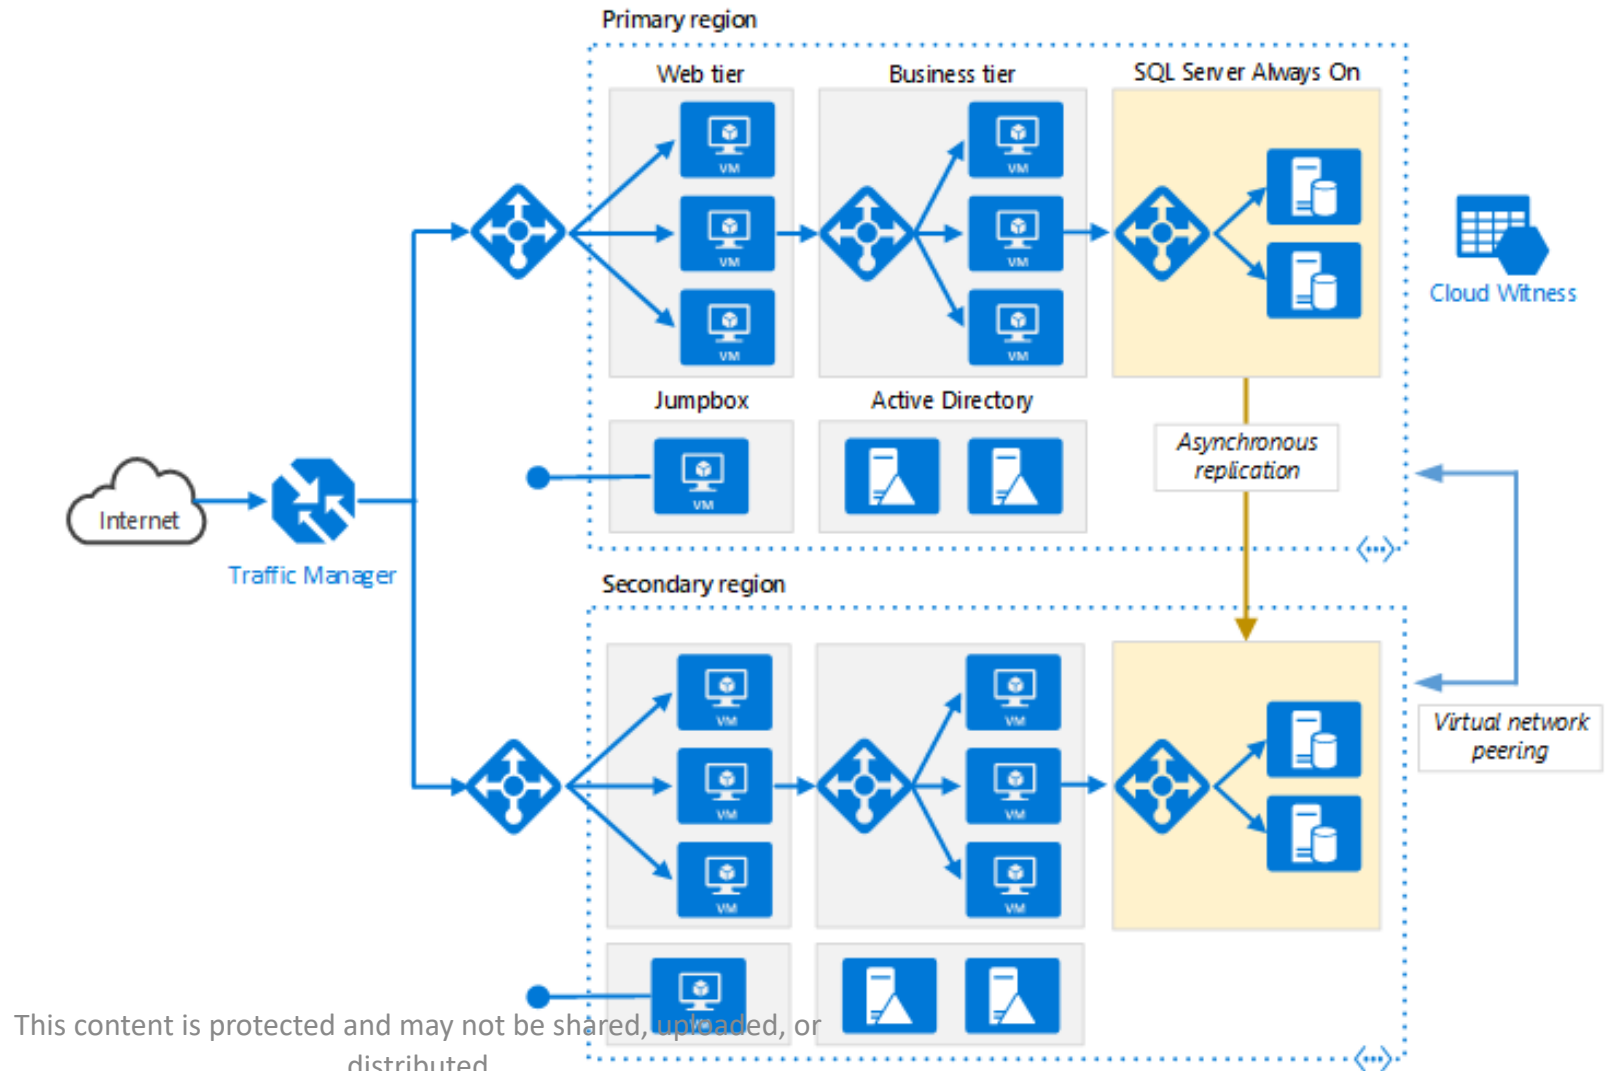 Primary region
Web tier
Business tier
SQL Server Always On
VM
VM
VM
VM
VM
VM
Cloud Witness
Jumpbox
Active Directory
VM
Asynchronous
replication
Internet
Traffic Manager
Secondary region
VM
VM
VM
VM
VM
VM
Virtual network
peering
This content is protected and may not be shared, uploaded, or
distributed